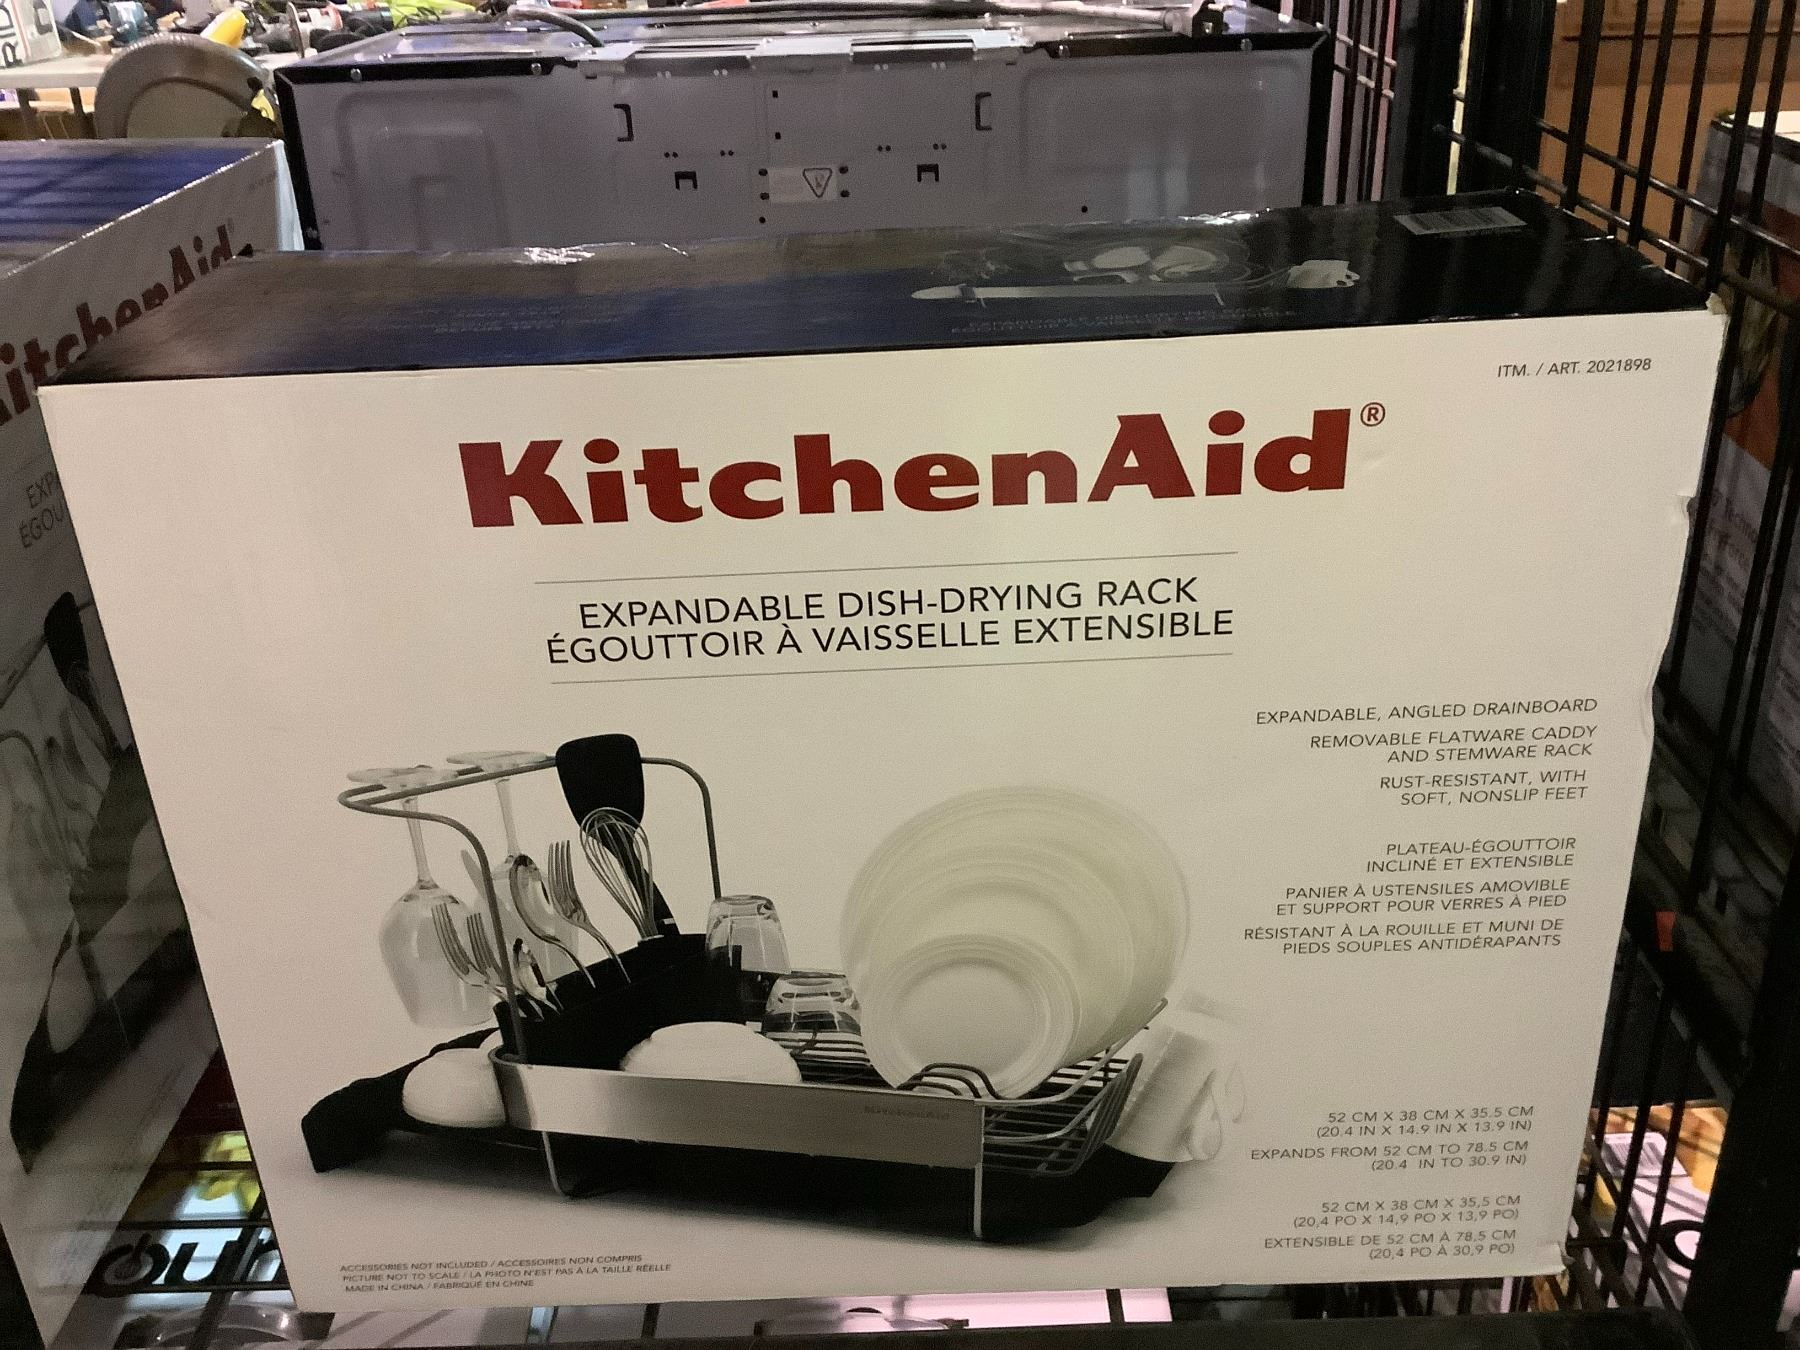 ITM. / ART. 2021898
KitchenAid®
EXPANDABLE DISH-DRYING RACK
ÉGOUTTOIR À VAISSELLE EXTENSIBLE
EXPANDABLE, ANGLED DRAINBOARD
REMOVABLE FLATWARE CADDY
AND STEMWARE RACK
RUST-RESISTANT, WITH
SOFT, NONSLIP FEET
PLATEAU-ÉGOUTTOIR
INCLINÉ ET EXTENSIBLE
PANIER À USTENSILES AMOVIBLE
ET SUPPORT POUR VERRES À PIED
RÉSISTANT À LA ROUILLE ET MUNI DE
PIEDS SOUPLES ANTIDÉRAPANTS
KitchenAid
52 CM X 38 CM X 35.5 CM
(20.4 IN X 14.9 IN X 13.9 IN)
EXPANDS FROM 52 CM TO 78.5 CM
(20.4 IN TO 30.9 IN)
52 CM X 38 CM X 35,5 CM
(20,4 PO X 14,9 PO X 13,9 PO)
EXTENSIBLE DE 52 CM À 78,5 CM
(20,4 PO À 30,9 PO)
ACCESSORIES NOT INCLUDED / ACCESSOIRES NON COMPRIS
PICTURE NOT TO SCALE / LA PHOTO N'EST PAS À LA TAILLE RÉELLE
MADE IN CHINA / FABRIQUÉ EN CHINE
itchenAid
EXP
ÉGOU
our